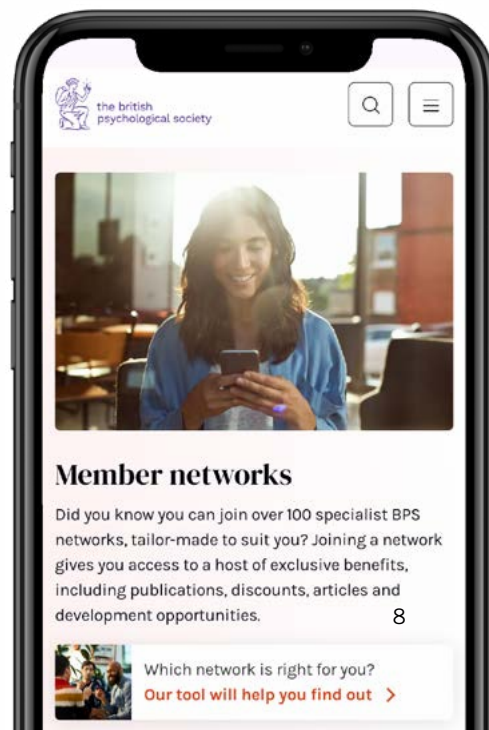 the british
psychological society
Member networks
Did you know you can join over 100 specialist BPS
networks, tailor-made to suit you? Joining a network
gives you access to a host of exclusive benefits,
including publications, discounts, articles and
development opportunities.
8
Which network is right for you?
Our tool will help you find out >